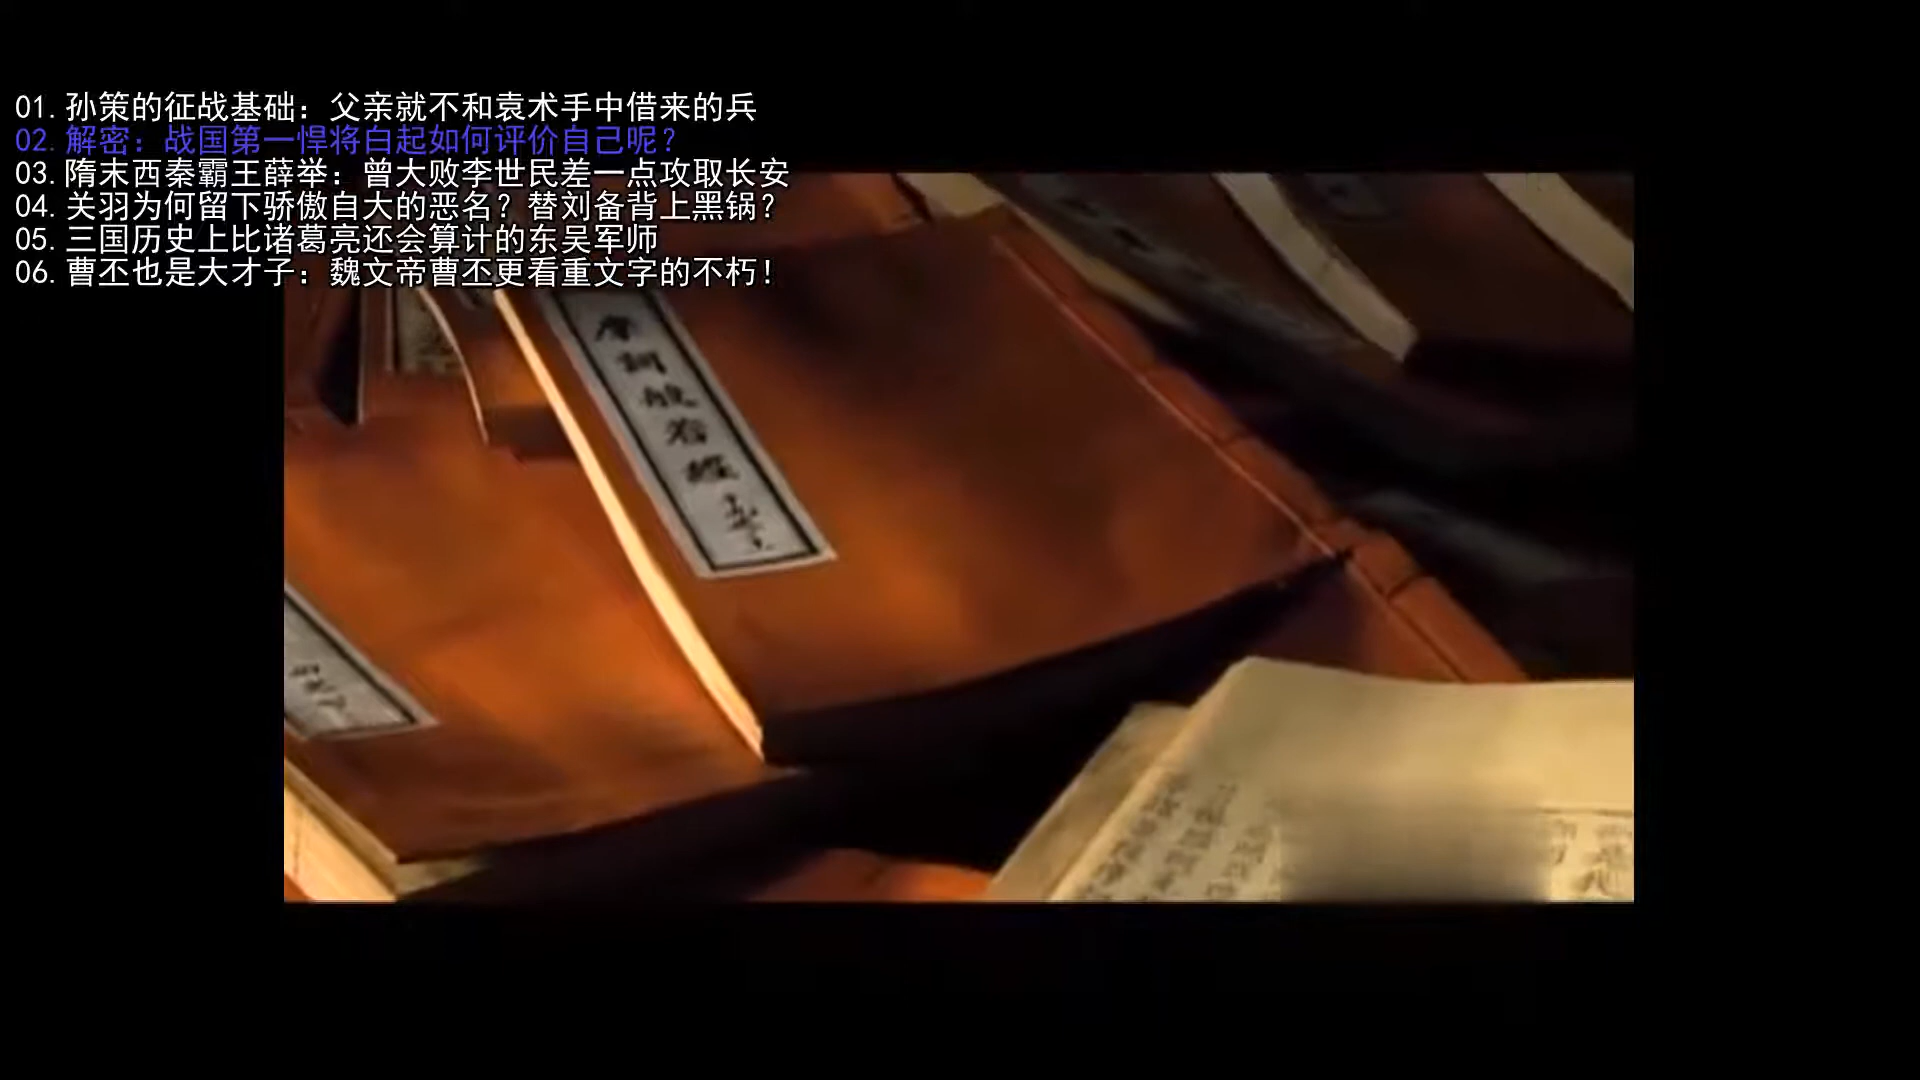 01. 孙策的征战基础：父亲就不和袁术手中借来的兵
02. 解密：战国第一悍将白起如何评价自己呢？
03. 隋末西秦霸王薛举：曾大败李世民差一点攻取长安
04. 关羽为何留下骄傲自大的恶名？替刘备背上黑锅？
05. 三国历史上比诸葛亮还会算计的东吴军师
06. 曹丕也是大才子：魏文帝曹丕更看重文字的不朽！
摩訶般若經